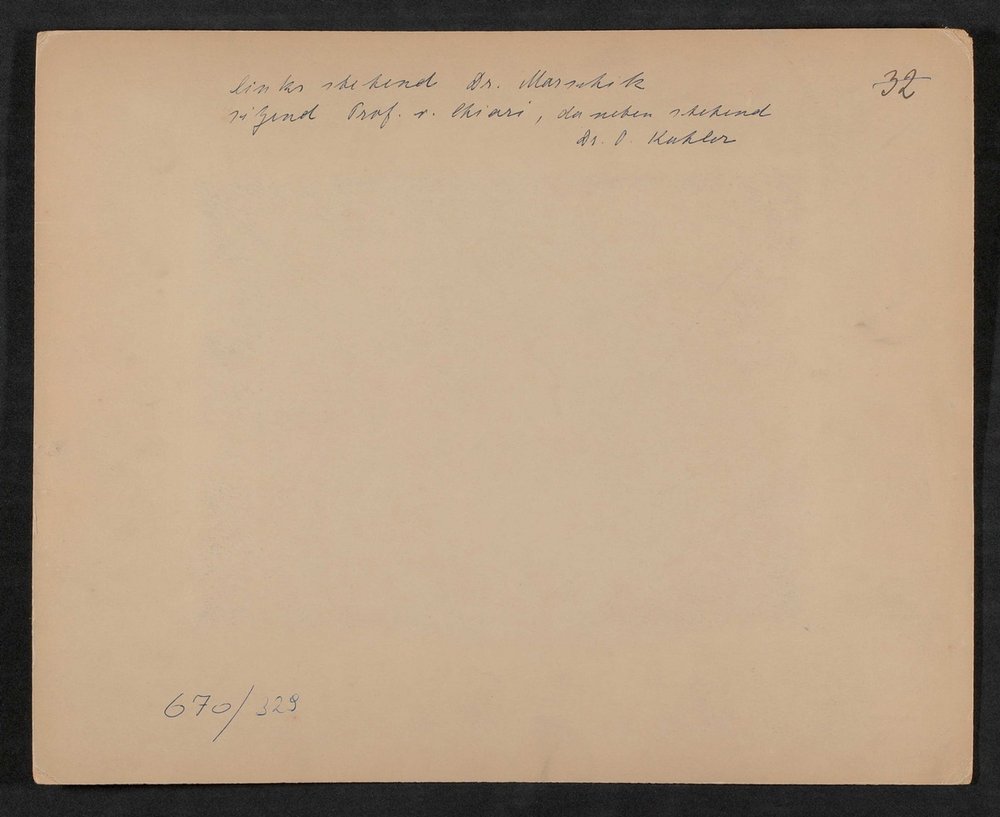 links stehend Dr. Marschik
32
sitzend Prof. v. Chiari, daneben stehend
Dr. O. Kahler
670/329